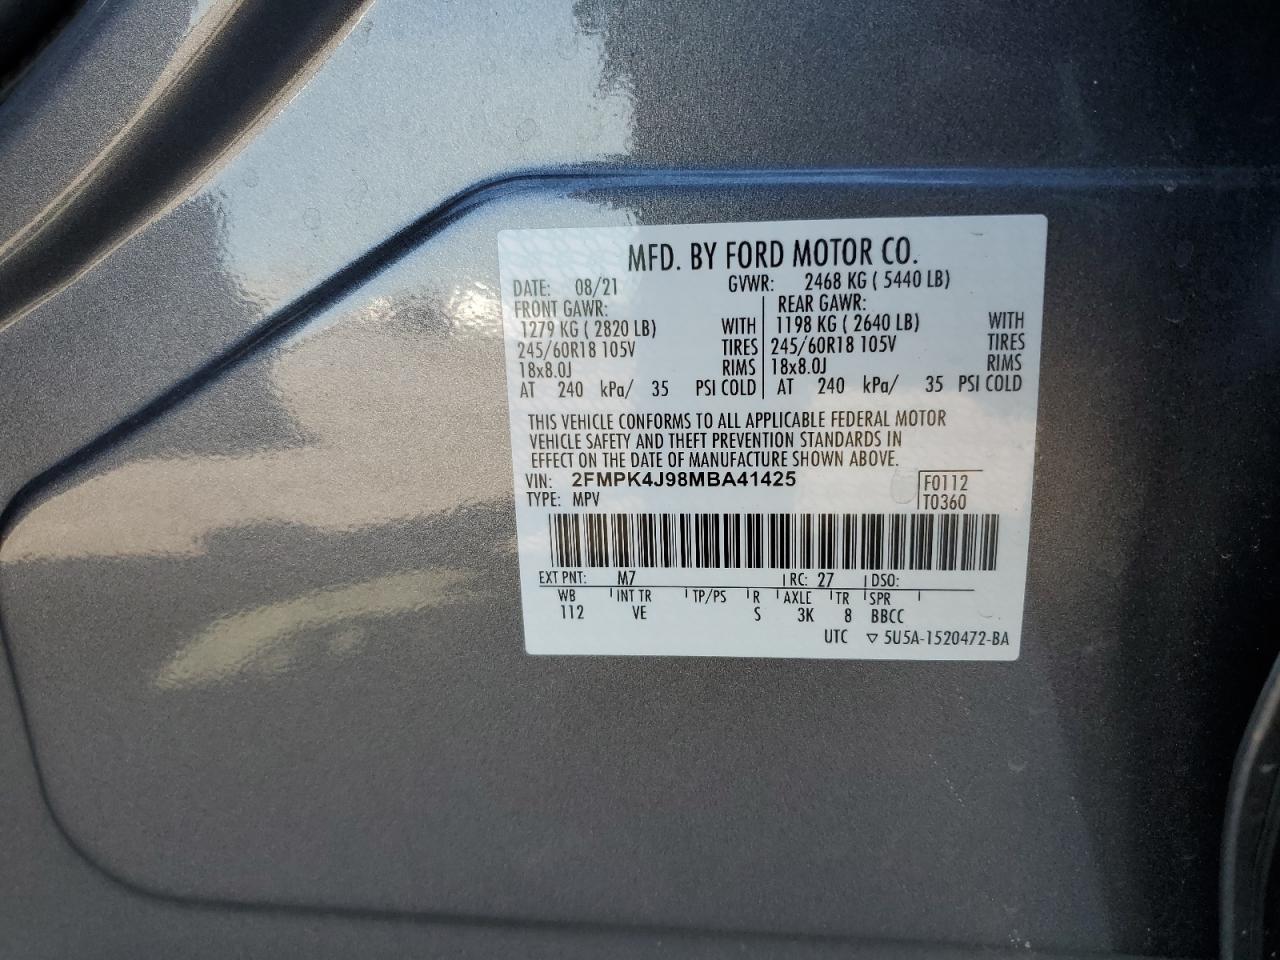 MFD. BY FORD MOTOR CO.
DATE: 08/21 GVWR: 2468 KG ( 5440 LB)
FRONT GAWR: REAR GAWR:
1279 KG ( 2820 LB) WITH 1198 KG ( 2640 LB) WITH
245/60R18 105V TIRES 245/60R18 105V TIRES
18x8.0J RIMS 18x8.0J RIMS
AT 240 kPa/ 35 PSI COLD AT 240 kPa/ 35 PSI COLD
THIS VEHICLE CONFORMS TO ALL APPLICABLE FEDERAL MOTOR
VEHICLE SAFETY AND THEFT PREVENTION STANDARDS IN
EFFECT ON THE DATE OF MANUFACTURE SHOWN ABOVE.
VIN: 2FMPK4J98MBA41425 F0112
TYPE: MPV T0360
EXT PNT: M7 RC: 27 DSO:
WB INT TR TP/PS R AXLE TR SPR
112 VE S 3K 8 BBCC
UTC ▽ 5U5A-1520472-BA